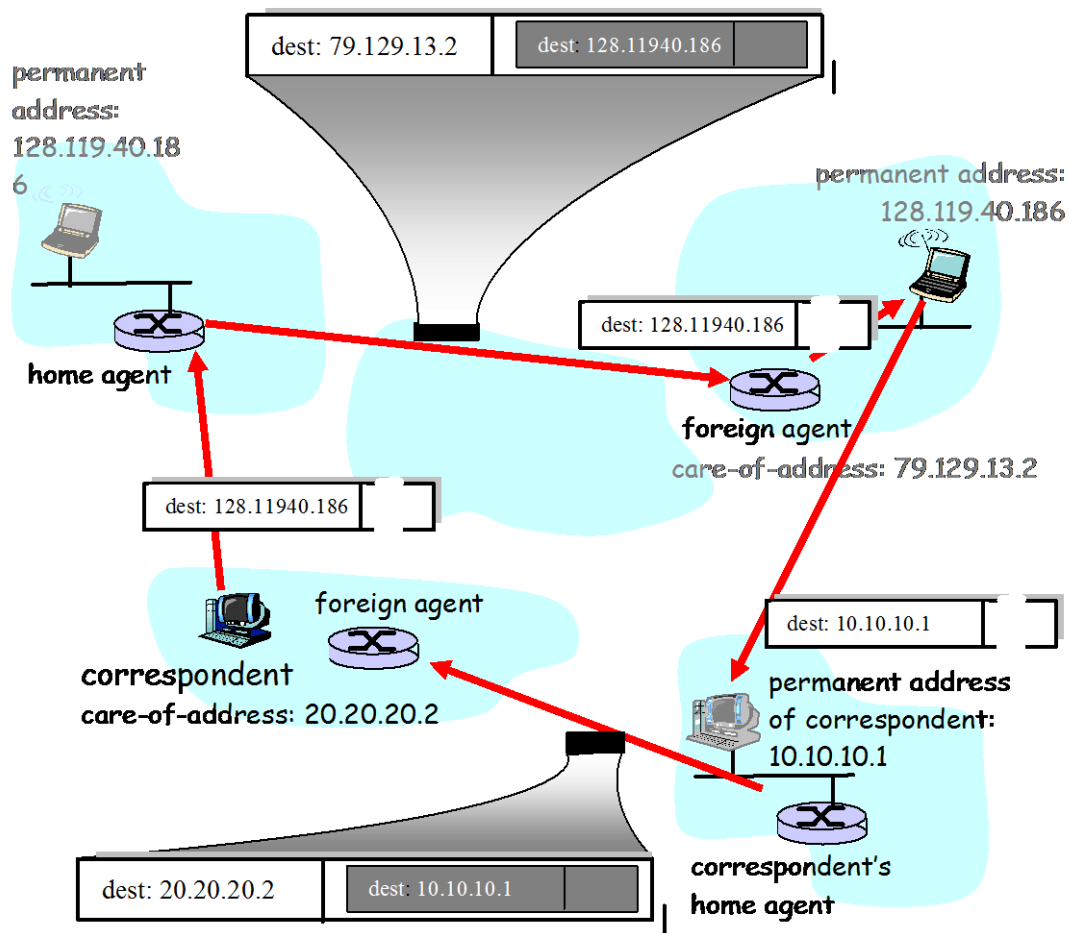 dest: 79.129.13.2
dest: 128.11940.186
permanent
address:
128.119.40.18
6
permanent address:
128.119.40.186
dest: 128.11940.186
home agent
foreign agent
care-of-address: 79.129.13.2
dest: 128.11940.186
foreign agent
dest: 10.10.10.1
correspondent
care-of-address: 20.20.20.2
permanent address
of correspondent:
10.10.10.1
correspondent's
home agent
dest: 20.20.20.2
dest: 10.10.10.1